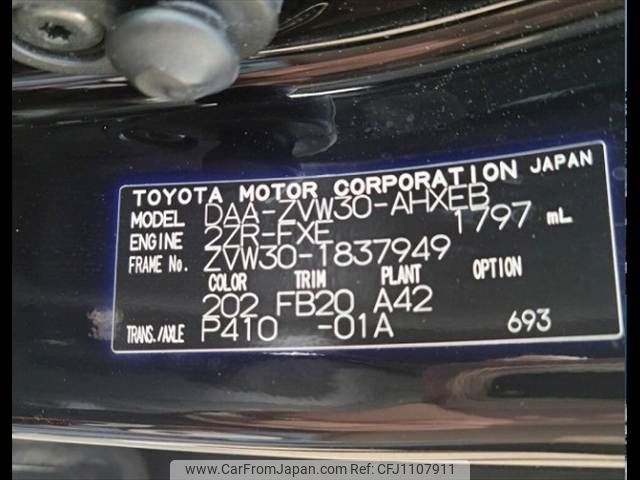 TOYOTA MOTOR CORPORATION JAPAN
MODEL DAA-ZVW30-AHXEB
ENGINE 2ZR-FXE 1797 mL
FRAME No. ZVW30-1837949
COLOR TRIM PLANT OPTION
202 FB20 A42
TRANS./AXLE P410 -01A 693
www.CarFromJapan.com | CFJ1107911